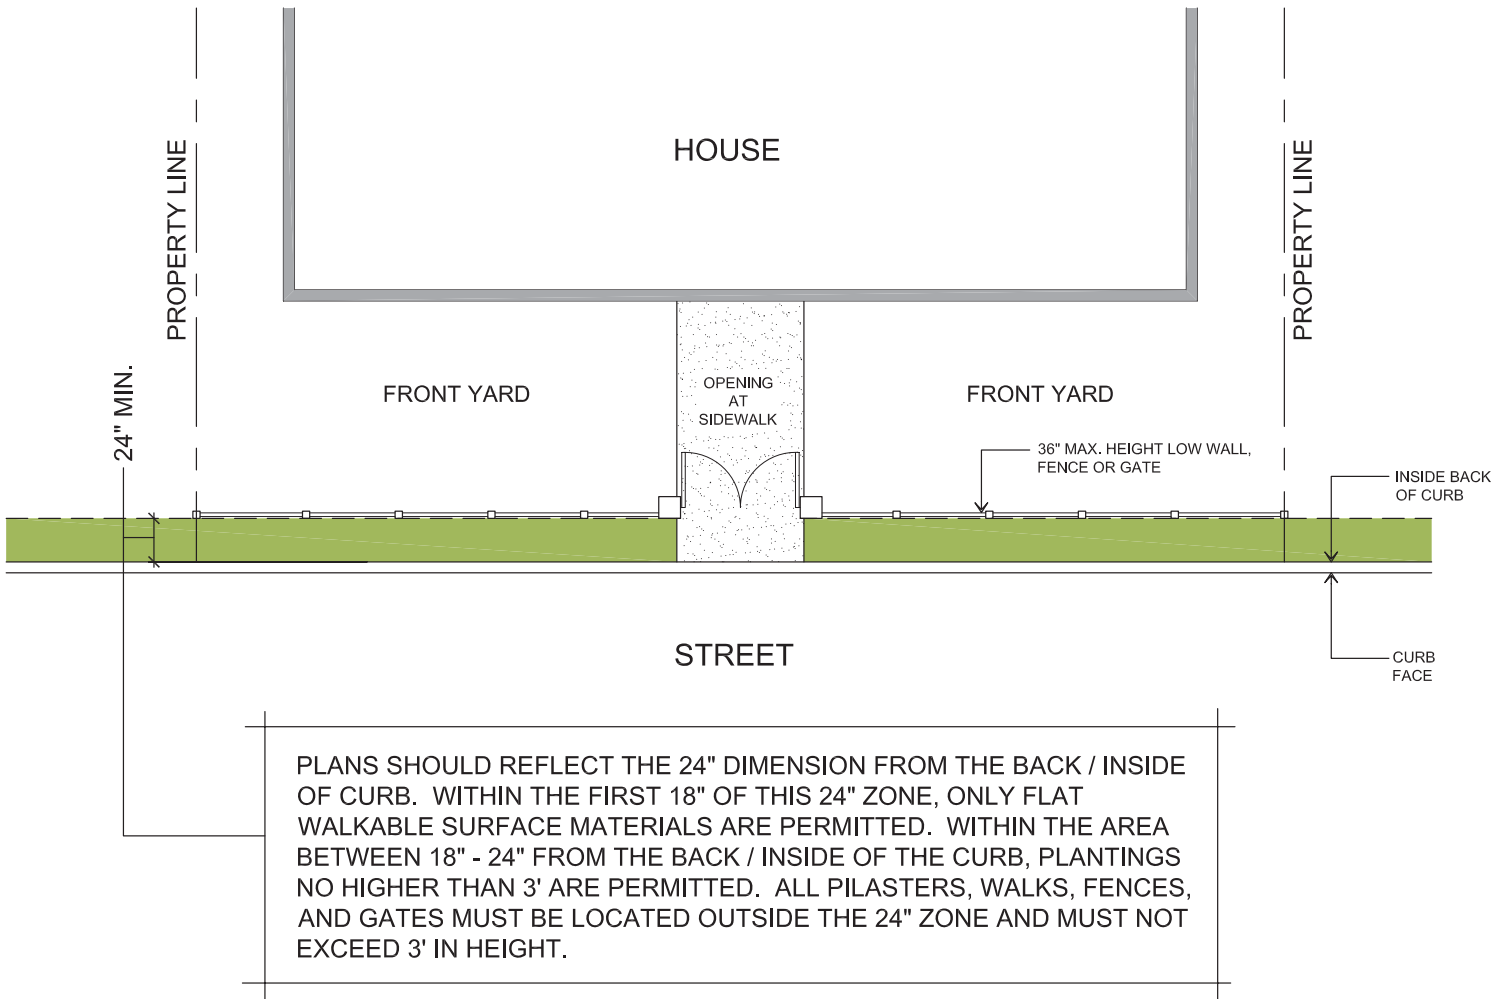 HOUSE
PROPERTY LINE
PROPERTY LINE
24" MIN.
FRONT YARD
OPENING
AT
SIDEWALK
FRONT YARD
36" MAX. HEIGHT LOW WALL,
FENCE OR GATE
INSIDE BACK
OF CURB
STREET
CURB
FACE
PLANS SHOULD REFLECT THE 24" DIMENSION FROM THE BACK / INSIDE
OF CURB. WITHIN THE FIRST 18" OF THIS 24" ZONE, ONLY FLAT
WALKABLE SURFACE MATERIALS ARE PERMITTED. WITHIN THE AREA
BETWEEN 18" - 24" FROM THE BACK / INSIDE OF THE CURB, PLANTINGS
NO HIGHER THAN 3' ARE PERMITTED. ALL PILASTERS, WALKS, FENCES,
AND GATES MUST BE LOCATED OUTSIDE THE 24" ZONE AND MUST NOT
EXCEED 3' IN HEIGHT.